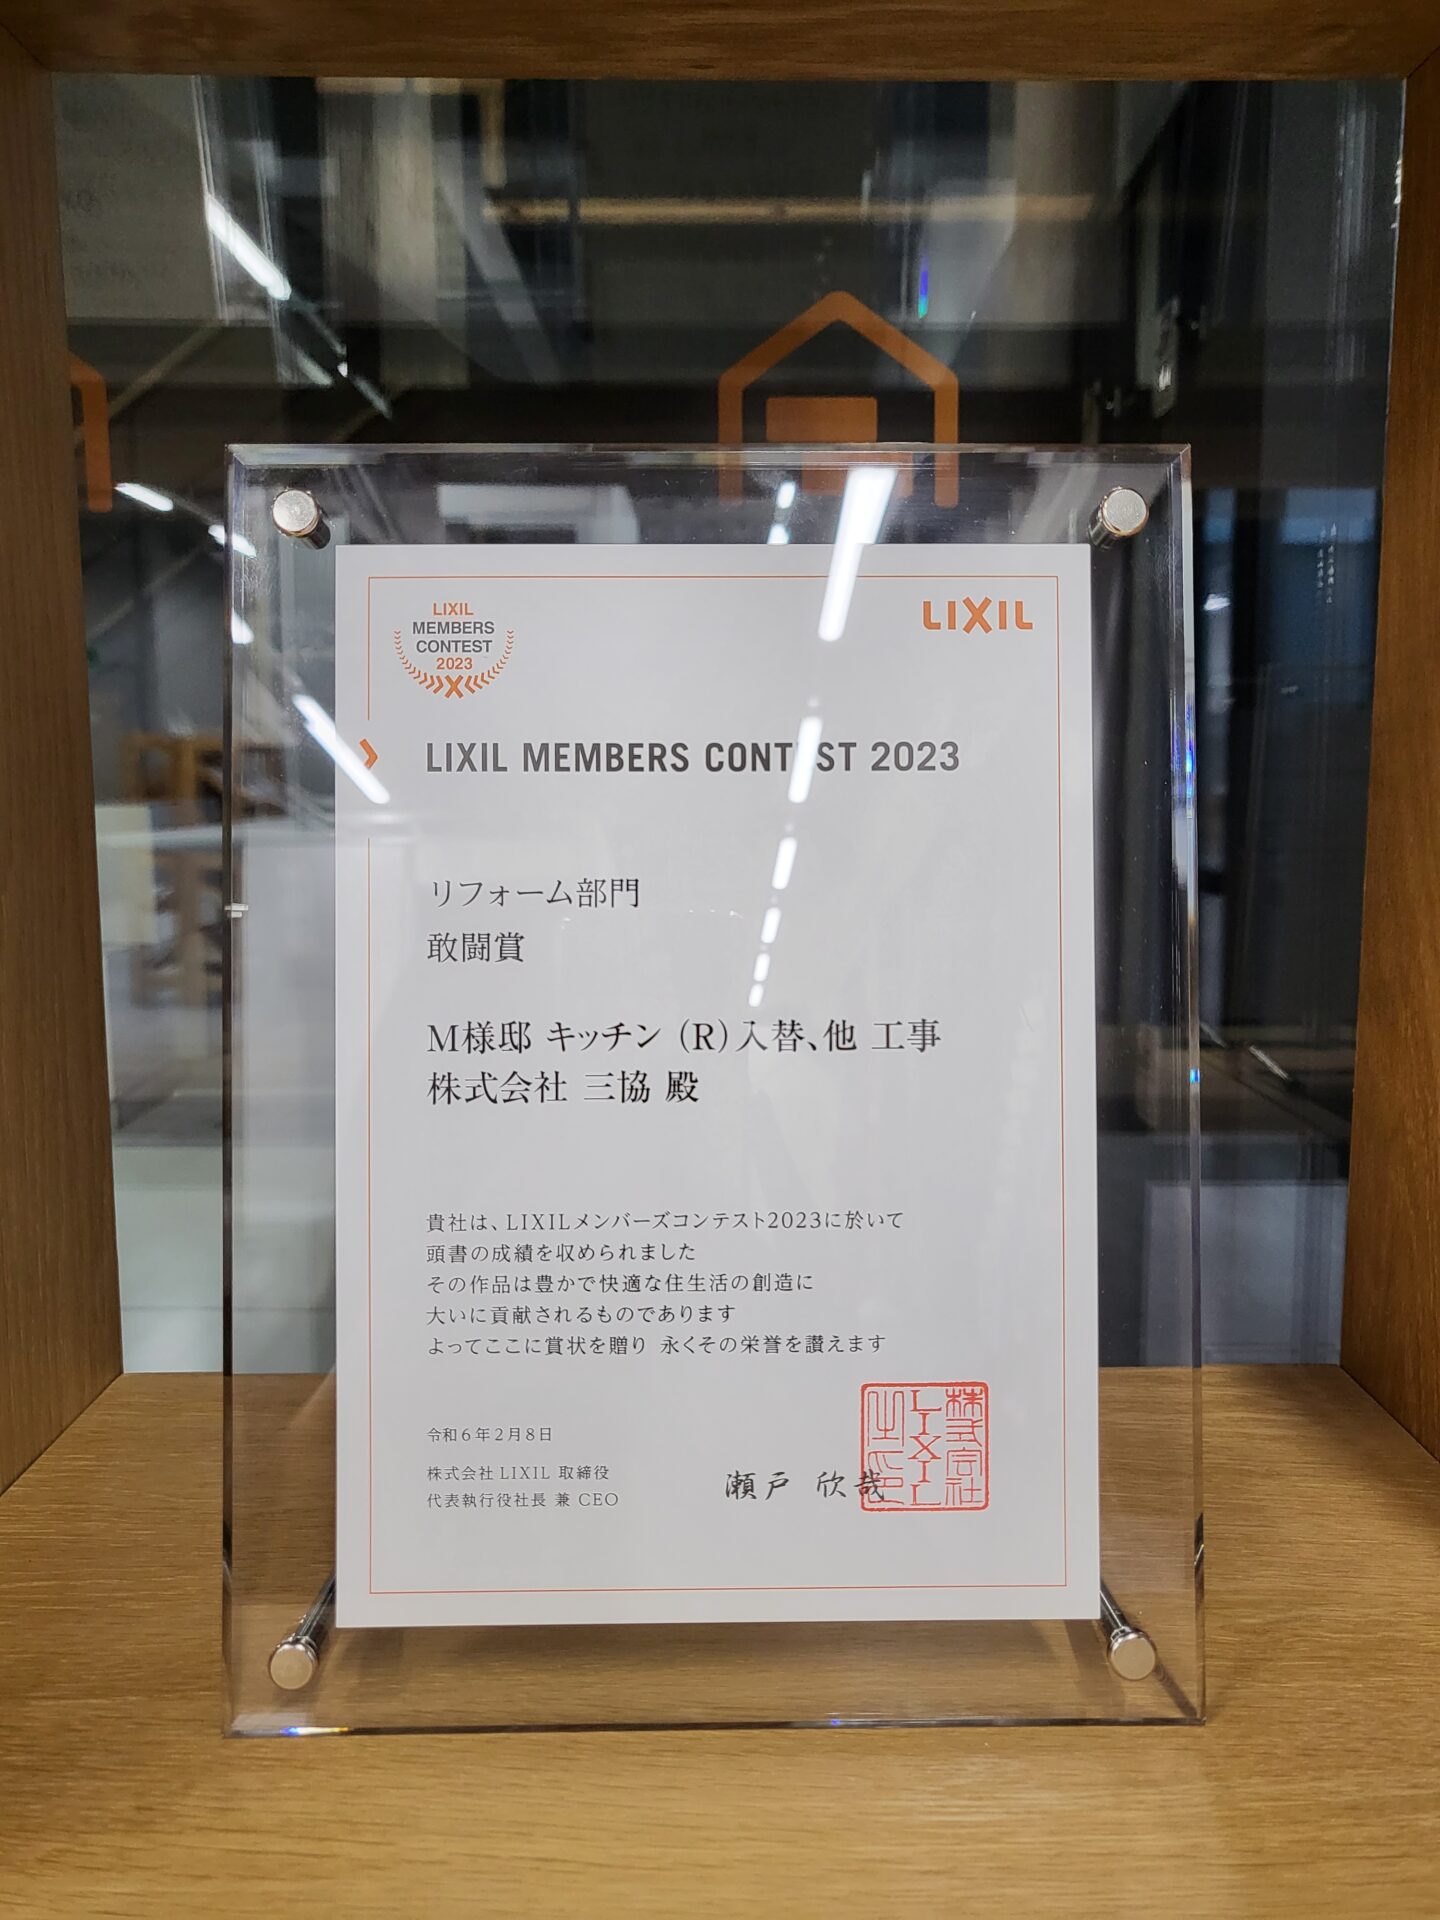 LIXIL
MEMBERS
CONTEST
2023
LIXIL
LIXIL MEMBERS CONTEST 2023
リフォーム部門
敢闘賞
M様邸 キッチン（R）入替、他 工事
株式会社 三協 殿
貴社は、LIXILメンバーズコンテスト2023に於いて
頭書の成績を収められました
その作品は豊かで快適な住生活の創造に
大いに貢献されるものであります
よってここに賞状を贈り 永くその栄誉を讃えます
令和6年2月8日
株式会社 LIXIL 取締役
代表執行役社長 兼 CEO
瀬戸 欣哉
株式会社
LIXIL
之印